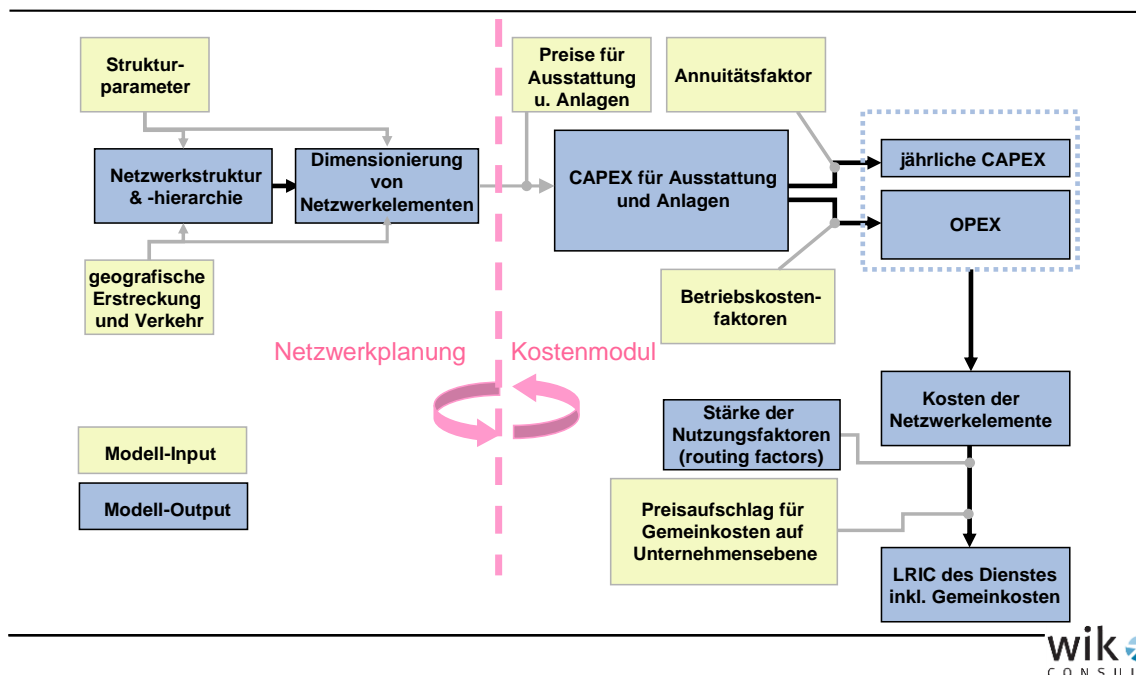 Struktur-
parameter
Preise für
Ausstattung
u. Anlagen
Annuitätsfaktor
Netzwerkstruktur
& -hierarchie
Dimensionierung
von
Netzwerkelementen
CAPEX für Ausstattung
und Anlagen
jährliche CAPEX
OPEX
geografische
Erstreckung
und Verkehr
Betriebskosten-
faktoren
Netzwerkplanung
Kostenmodul
Kosten der
Netzwerkelemente
Stärke der
Nutzungsfaktoren
(routing factors)
Modell-Input
Modell-Output
Preisaufschlag für
Gemeinkosten auf
Unternehmensebene
LRIC des Dienstes
inkl. Gemeinkosten
wik
CONSUL